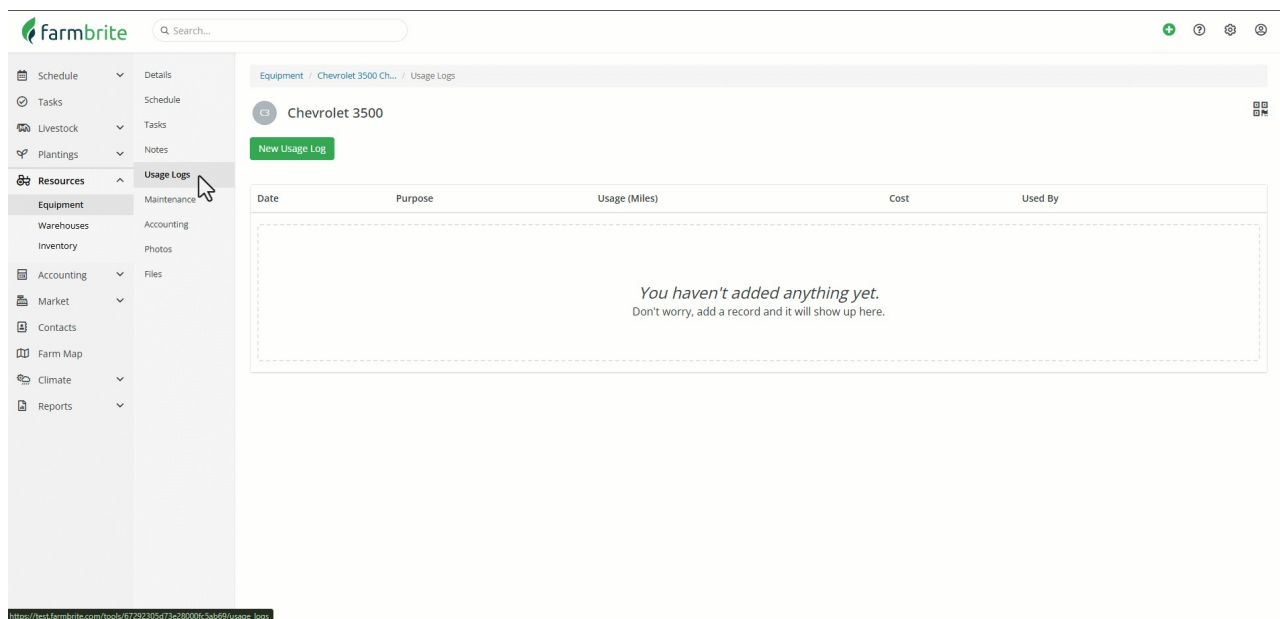 farmbrite
Search...
Schedule
Tasks
Livestock
Plantings
Resources
Equipment
Warehouses
Inventory
Accounting
Market
Contacts
Farm Map
Climate
Reports
Details
Schedule
Tasks
Notes
Usage Logs
Maintenance
Accounting
Photos
Files
Equipment / Chevrolet 3500 Ch... / Usage Logs
C3 Chevrolet 3500
New Usage Log
Date Purpose Usage (Miles) Cost Used By
You haven't added anything yet.
Don't worry, add a record and it will show up here.
https://test.farmbrite.com/tools/67292305d73e28000fc5ab69/usage_logs